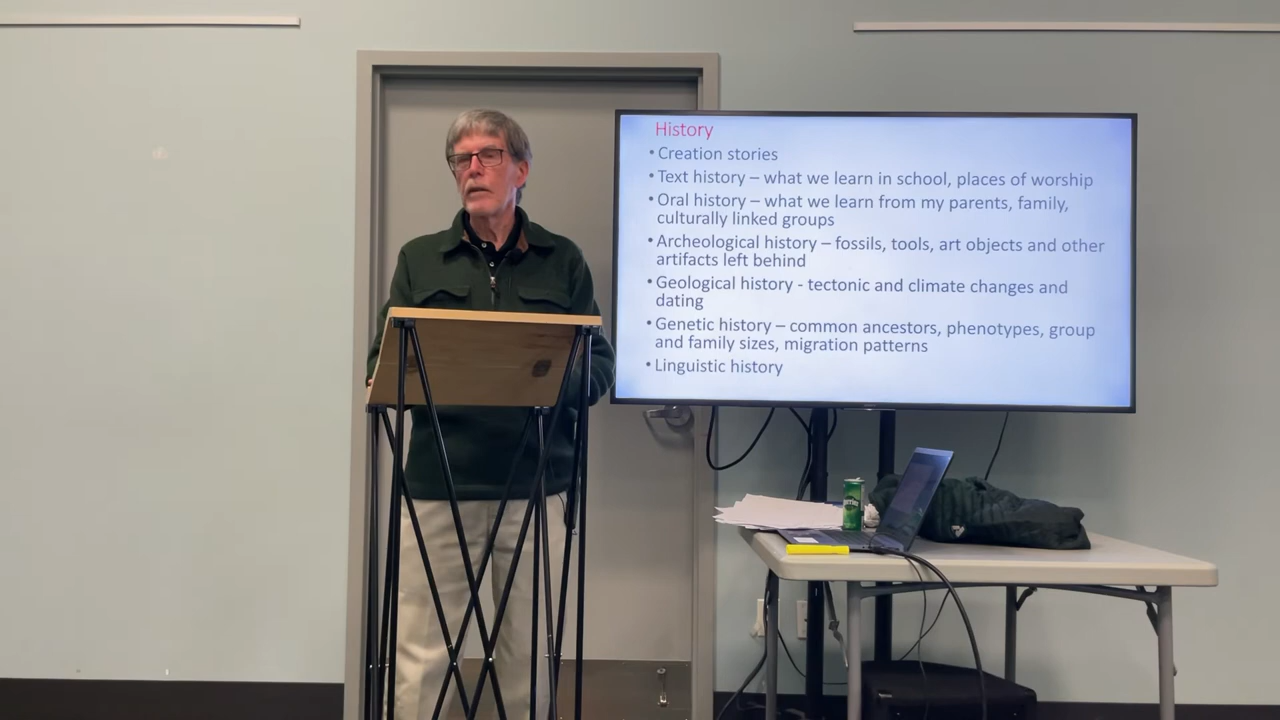 History
• Creation stories
• Text history – what we learn in school, places of worship
• Oral history – what we learn from my parents, family,
culturally linked groups
• Archeological history – fossils, tools, art objects and other
artifacts left behind
• Geological history - tectonic and climate changes and
dating
• Genetic history – common ancestors, phenotypes, group
and family sizes, migration patterns
• Linguistic history